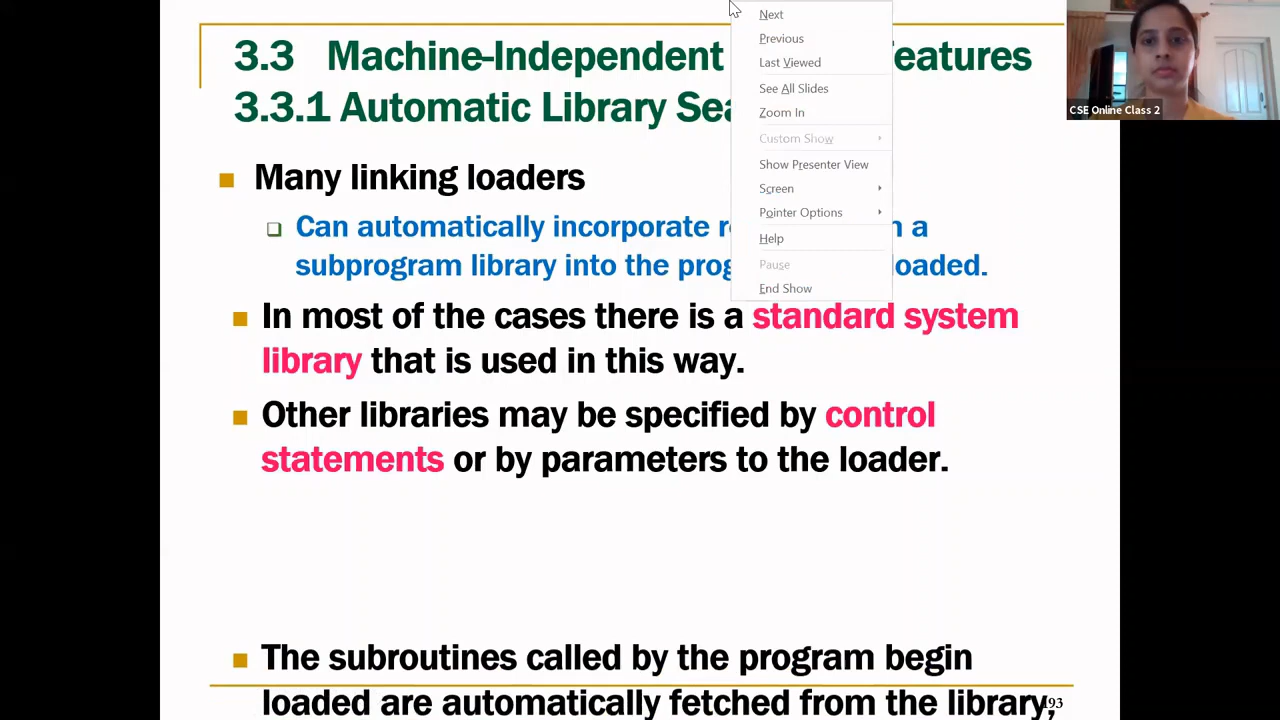 3.3 Machine-Independent eatures
3.3.1 Automatic Library Sea
Many linking loaders
Can automatically incorporate a
subprogram library into the prog loaded.
In most of the cases there is a standard system
library that is used in this way.
Other libraries may be specified by control
statements or by parameters to the loader.
The subroutines called by the program begin
loaded are automatically fetched from the library,
193
Next
Previous
Last Viewed
See All Slides
Zoom In
Custom Show
Show Presenter View
Screen
Pointer Options
Help
Pause
End Show
CSE Online Class 2